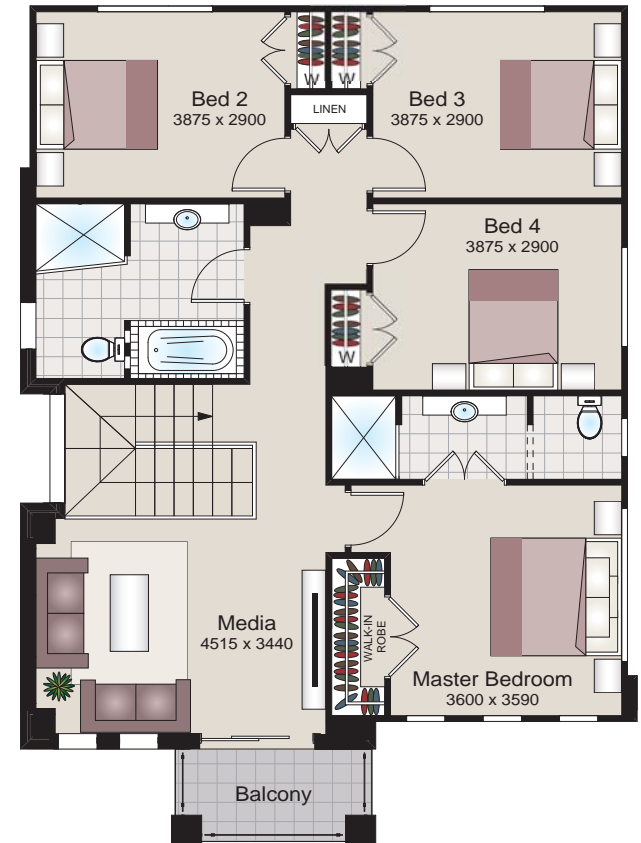 W
W
LINEN
Bed 2
3875 x 2900
Bed 3
3875 x 2900
Bed 4
3875 x 2900
W
Media
4515 x 3440
WALK-IN
ROBE
Master Bedroom
3600 x 3590
Balcony